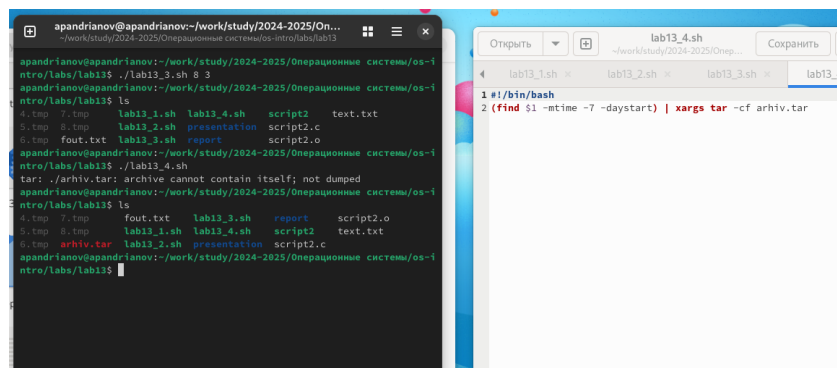 apandrianov@apandrianov:~/work/study/2024-2025/Оп...
~/work/study/2024-2025/Операционные системы/os-intro/labs/lab13
apandrianov@apandrianov:~/work/study/2024-2025/Операционные системы/os-i
ntro/labs/lab13$ ./lab13_3.sh 8 3
apandrianov@apandrianov:~/work/study/2024-2025/Операционные системы/os-i
ntro/labs/lab13$ ls
4.tmp 7.tmp lab13_1.sh lab13_4.sh script2 text.txt
5.tmp 8.tmp lab13_2.sh presentation script2.c
6.tmp fout.txt lab13_3.sh report script2.o
apandrianov@apandrianov:~/work/study/2024-2025/Операционные системы/os-i
ntro/labs/lab13$ ./lab13_4.sh
tar: ./arhiv.tar: archive cannot contain itself; not dumped
apandrianov@apandrianov:~/work/study/2024-2025/Операционные системы/os-i
ntro/labs/lab13$ ls
4.tmp 7.tmp fout.txt lab13_3.sh report script2.o
5.tmp 8.tmp lab13_1.sh lab13_4.sh script2 text.txt
6.tmp arhiv.tar lab13_2.sh presentation script2.c
apandrianov@apandrianov:~/work/study/2024-2025/Операционные системы/os-i
ntro/labs/lab13$
Открыть lab13_4.sh Сохранить
~/work/study/2024-2025/Опер...
lab13_1.sh × lab13_2.sh × lab13_3.sh × lab13_
1 #!/bin/bash
2 (find $1 -mtime -7 -daystart) | xargs tar -cf arhiv.tar